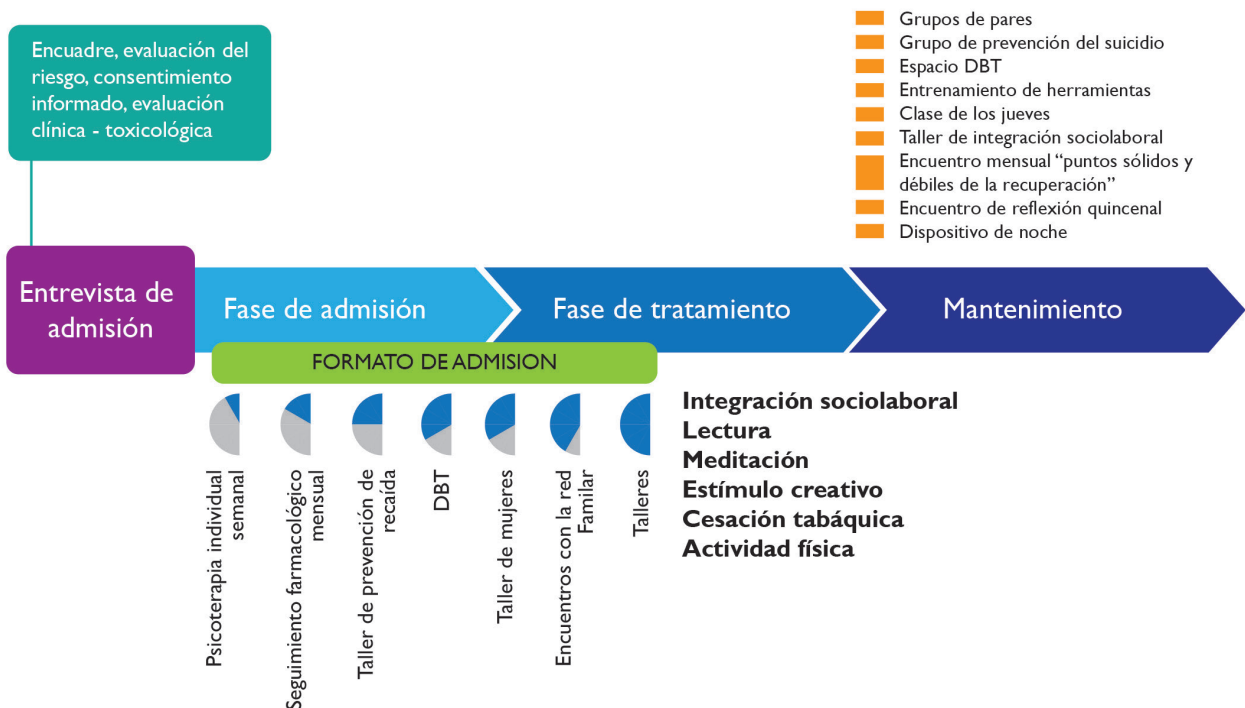 Encuadre, evaluación del
riesgo, consentimiento
informado, evaluación
clínica - toxicológica
Grupos de pares
Grupo de prevención del suicidio
Espacio DBT
Entrenamiento de herramientas
Clase de los jueves
Taller de integración sociolaboral
Encuentro mensual “puntos sólidos y
débiles de la recuperación”
Encuentro de reflexión quincenal
Dispositivo de noche
Entrevista de
admisión
Fase de admisión
Fase de tratamiento
Mantenimiento
FORMATO DE ADMISION
Psicoterapia individual
semanal
Seguimiento farmacológico
mensual
Taller de prevención de
recaída
DBT
Taller de mujeres
Encuentros con la red
Familar
Talleres
Integración sociolaboral
Lectura
Meditación
Estímulo creativo
Cesación tabáquica
Actividad física